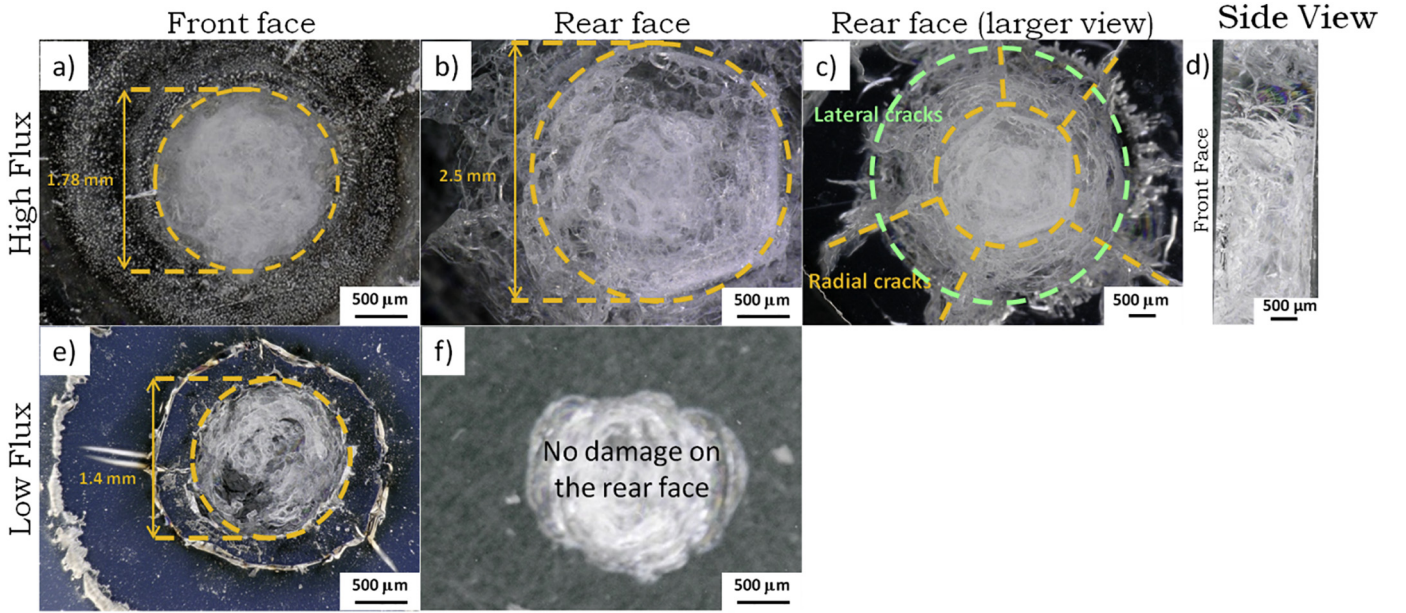 Front face
Rear face
Rear face (larger view)
Side View
High Flux
a)
1.78 mm
500 µm
b)
2.5 mm
500 µm
c)
Lateral cracks
Radial cracks
500 µm
d)
Front Face
500 µm
Low Flux
e)
1.4 mm
500 µm
f)
No damage on
the rear face
500 µm